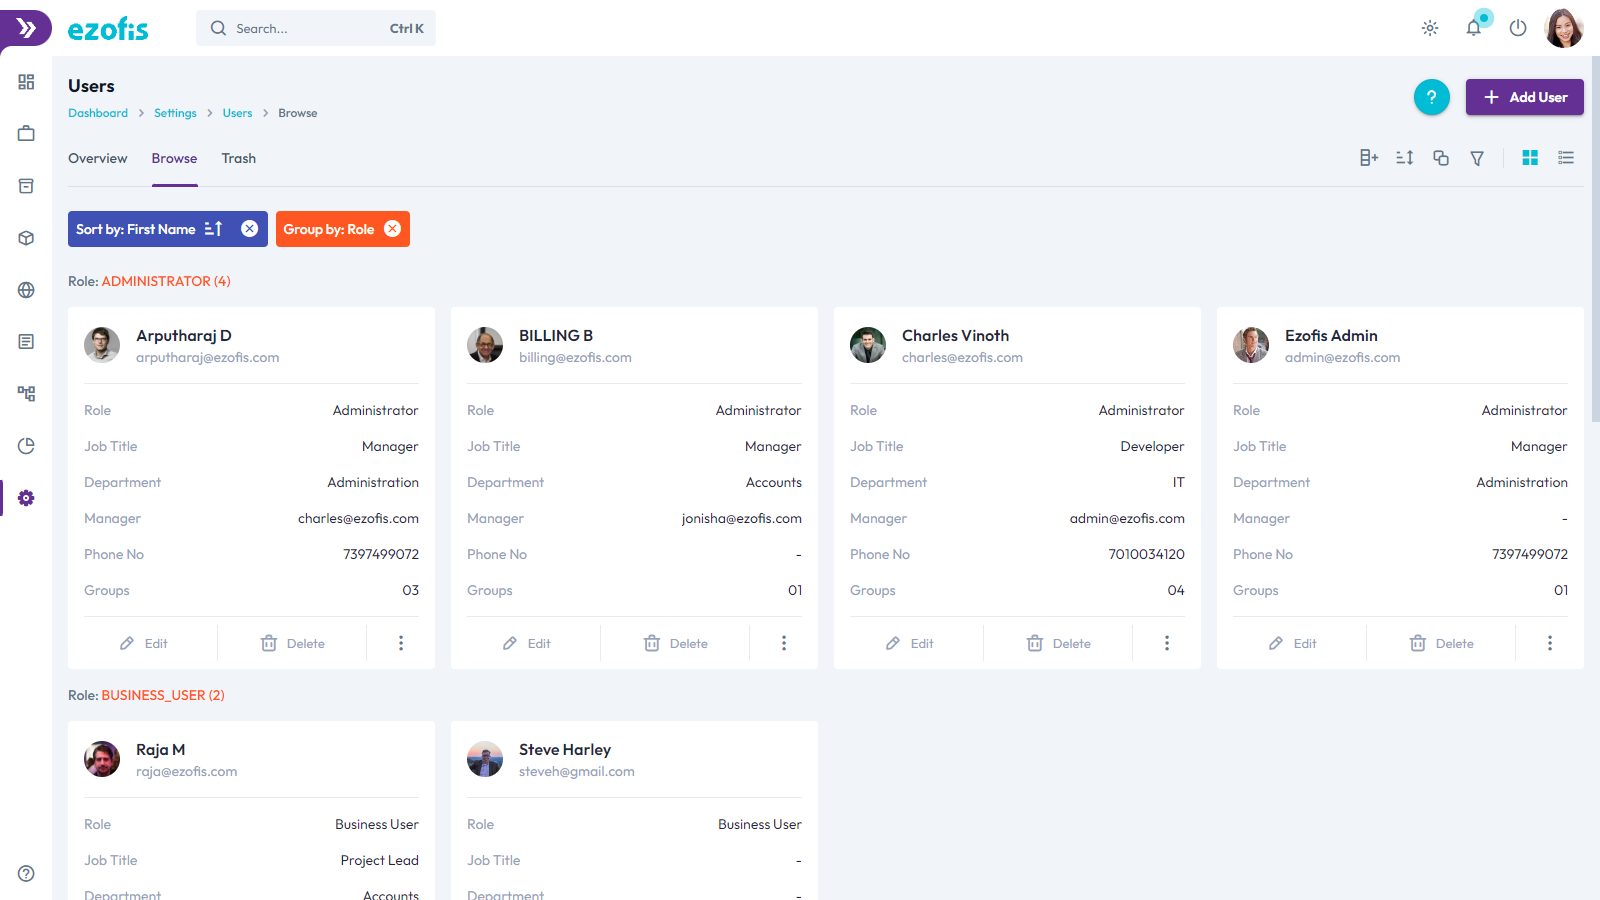 ezofis
Search...
Ctrl K
Users
Dashboard
Settings
Users
Browse
?
Add User
Overview
Browse
Trash
Sort by: First Name
Group by: Role
Role: ADMINISTRATOR (4)
Arputharaj D
arputharaj@ezofis.com
Role
Administrator
Job Title
Manager
Department
Administration
Manager
charles@ezofis.com
Phone No
7397499072
Groups
03
Edit
Delete
BILLING B
billing@ezofis.com
Role
Administrator
Job Title
Manager
Department
Accounts
Manager
jonisha@ezofis.com
Phone No
-
Groups
01
Edit
Delete
Charles Vinoth
charles@ezofis.com
Role
Administrator
Job Title
Developer
Department
IT
Manager
admin@ezofis.com
Phone No
7010034120
Groups
04
Edit
Delete
Ezofis Admin
admin@ezofis.com
Role
Administrator
Job Title
Manager
Department
Administration
Manager
-
Phone No
7397499072
Groups
01
Edit
Delete
Role: BUSINESS_USER (2)
Raja M
raja@ezofis.com
Role
Business User
Job Title
Project Lead
Department
Accounts
Steve Harley
steveh@gmail.com
Role
Business User
Job Title
-
Department
-